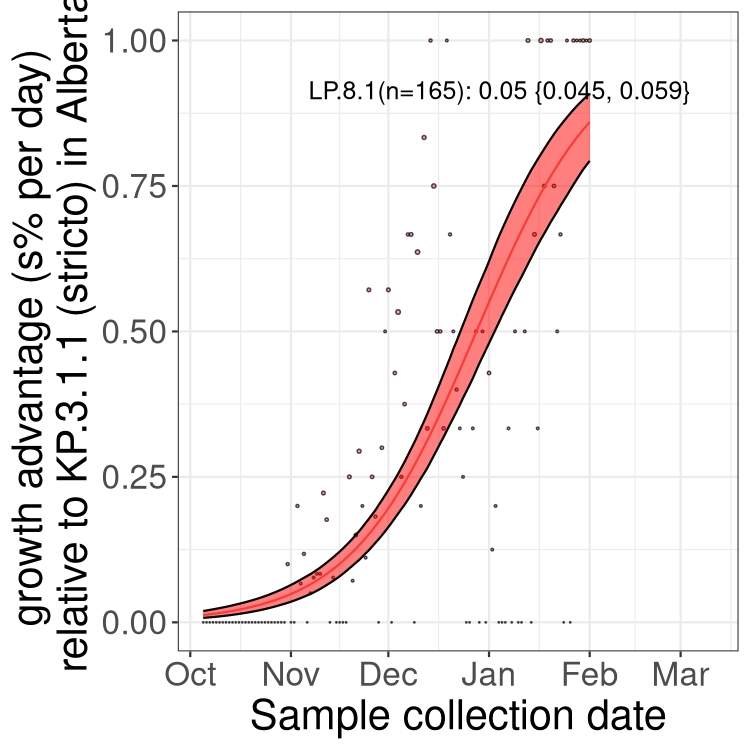 growth advantage (s% per day)
relative to KP.3.1.1 (stricto) in Alberta
1.00
0.75
0.50
0.25
0.00
LP.8.1(n=165): 0.05 {0.045, 0.059}
Oct Nov Dec Jan Feb Mar
Sample collection date